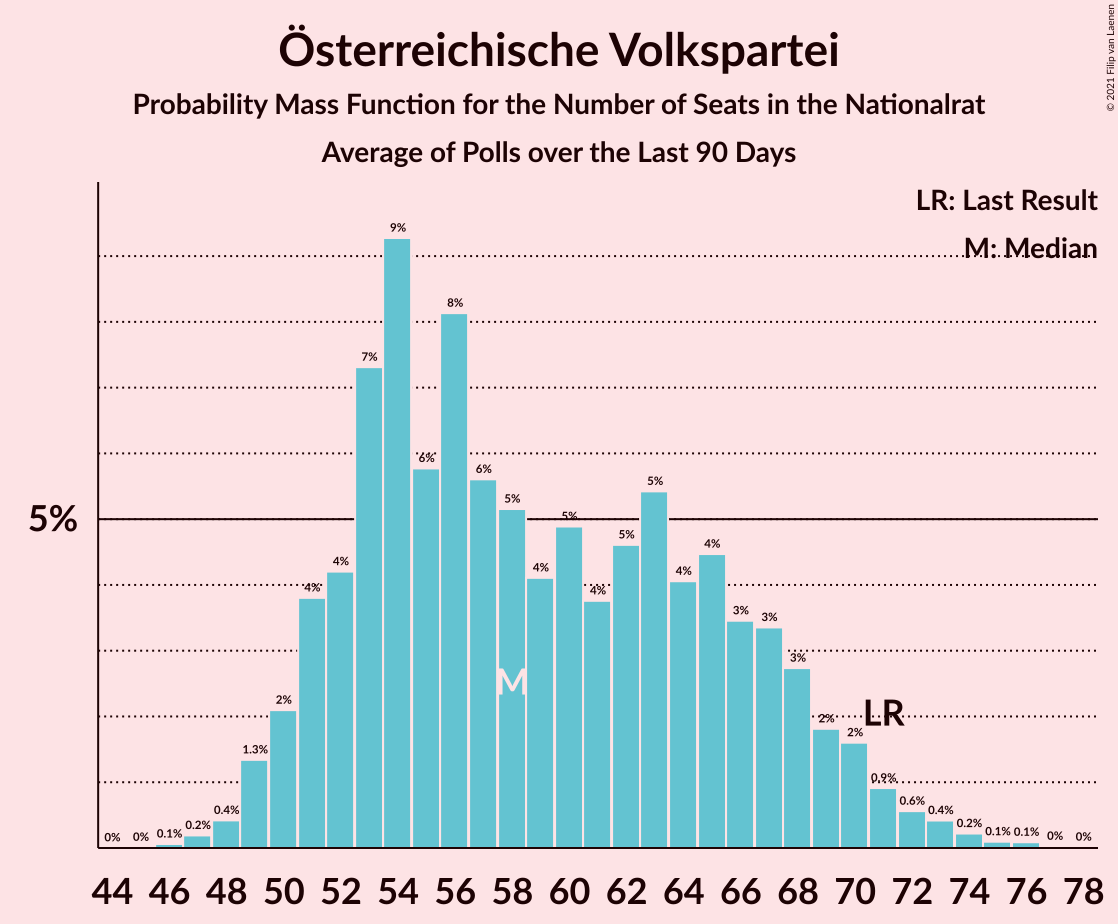 Österreichische Volkspartei
Probability Mass Function for the Number of Seats in the Nationalrat
Average of Polls over the Last 90 Days
© 2021 Filip van Laenen
LR: Last Result
M: Median
5%
0% 0% 0.1% 0.2% 0.4% 1.3% 2% 4% 4% 7% 9% 6% 8% 6% 5% 4% 5% 4% 5% 5% 4% 4% 3% 3% 3% 2% 2% 0.9% 0.6% 0.4% 0.2% 0.1% 0.1% 0% 0%
M
LR
44 46 48 50 52 54 56 58 60 62 64 66 68 70 72 74 76 78